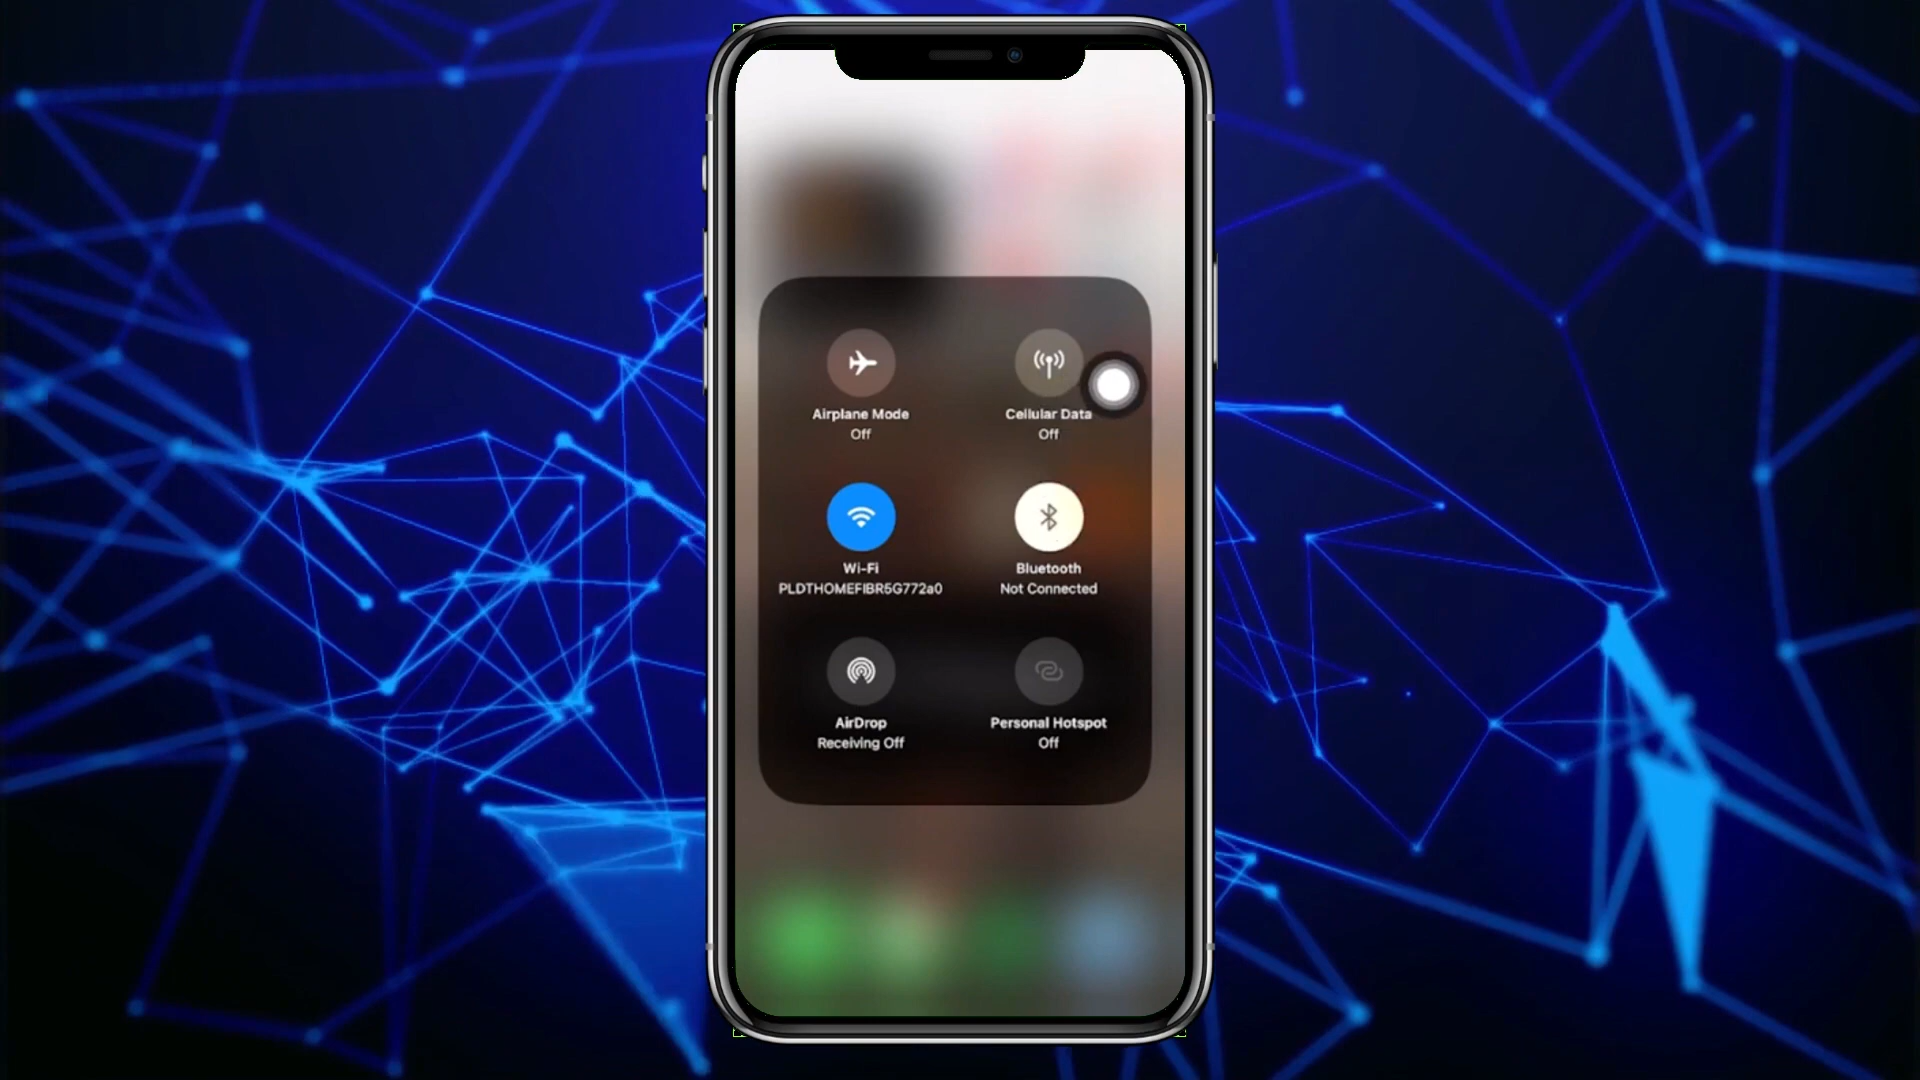 Airplane Mode
Off
Cellular Data
Off
Wi-Fi
PLDTHOMEFIBR5G772a0
Bluetooth
Not Connected
AirDrop
Receiving Off
Personal Hotspot
Off